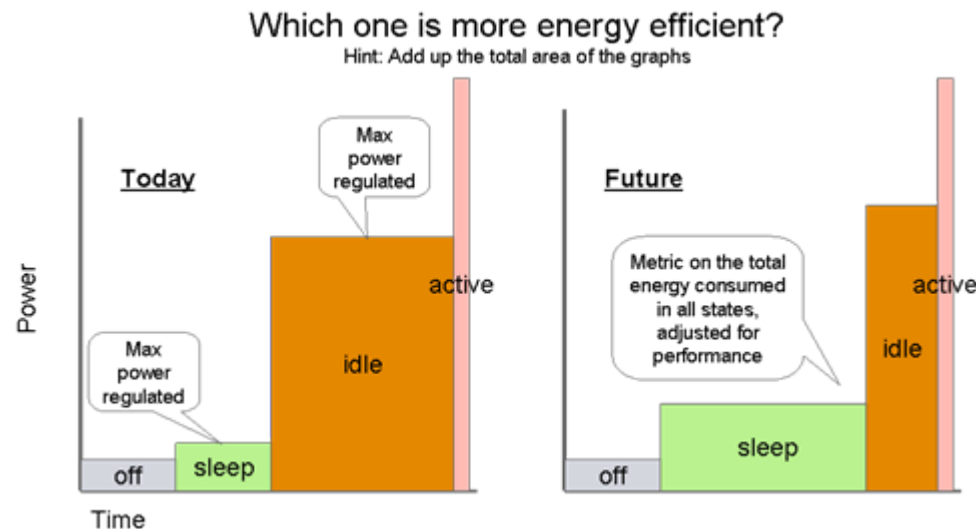 Which one is more energy efficient?
Hint: Add up the total area of the graphs
Power
Today
Max
power
regulated
Max
power
regulated
off
sleep
idle
active
Time
Future
Metric on the total
energy consumed
in all states,
adjusted for
performance
off
sleep
idle
active